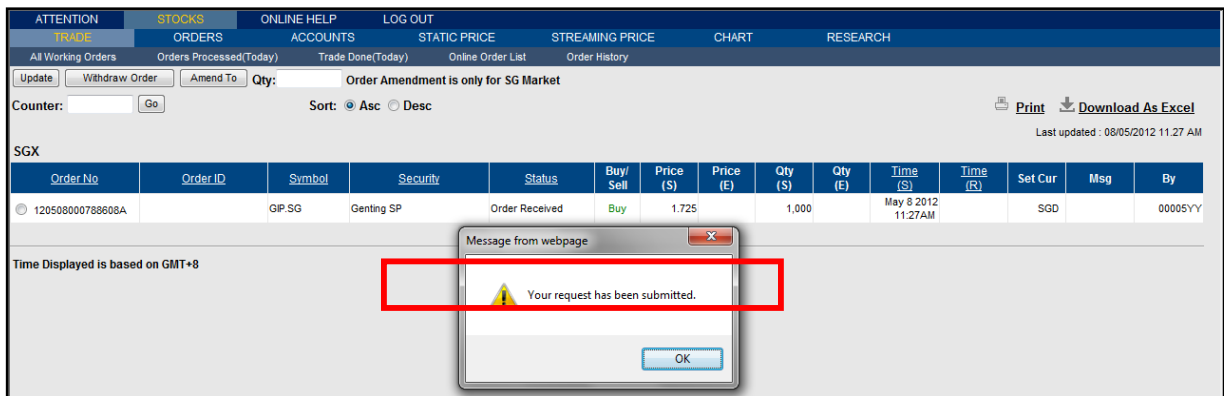 ATTENTION STOCKS ONLINE HELP LOG OUT
TRADE ORDERS ACCOUNTS STATIC PRICE STREAMING PRICE CHART RESEARCH
All Working Orders Orders Processed(Today) Trade Done(Today) Online Order List Order History
Update Withdraw Order Amend To Qty: Order Amendment is only for SG Market
Counter: Go Sort: Asc Desc Print Download As Excel
Last updated : 08/05/2012 11.27 AM
SGX
Order No Order ID Symbol Security Status Buy/ Sell Price (S) Price (E) Qty (S) Qty (E) Time (S) Time (R) Set Cur Msg By
120508000788608A GIP.SG Genting SP Order Received Buy 1.725 1,000 May 8 2012 11:27AM SGD 00005YY
Message from webpage
Time Displayed is based on GMT+8
Your request has been submitted.
OK